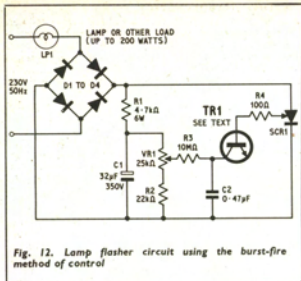 LAMP OR OTHER LOAD
(UP TO 200 WATTS)
LP1
230V
50Hz
D1 TO D4
R1
4·7kΩ
6W
TR1
SEE TEXT
R4
100Ω
SCR1
C1
32µF
350V
VR1
25kΩ
R3
10MΩ
R2
22kΩ
C2
0·47µF
Fig. 12. Lamp flasher circuit using the burst-fire
method of control